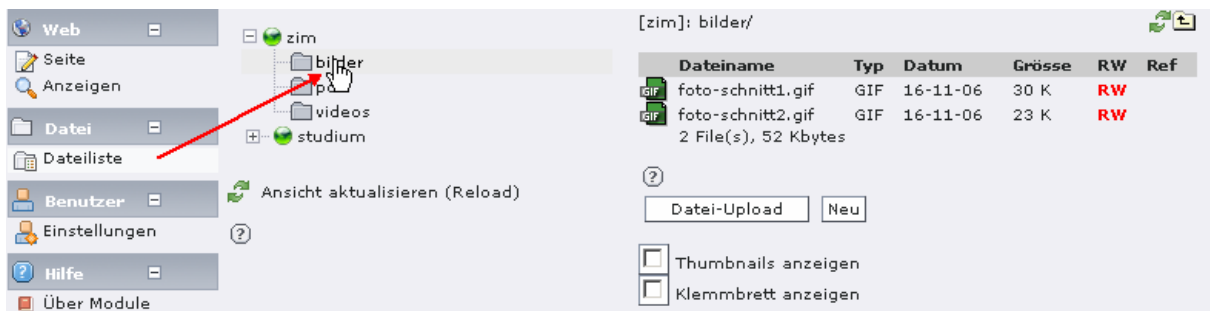 Web
Seite
Anzeigen
Datei
Dateiliste
Benutzer
Einstellungen
Hilfe
Über Module
zim
bilder
p
videos
studium
Ansicht aktualisieren (Reload)
?
[zim]: bilder/
Dateiname Typ Datum Grösse RW Ref
GIF foto-schnitt1.gif GIF 16-11-06 30 K RW
GIF foto-schnitt2.gif GIF 16-11-06 23 K RW
2 File(s), 52 Kbytes
?
Datei-Upload Neu
Thumbnails anzeigen
Klemmbrett anzeigen